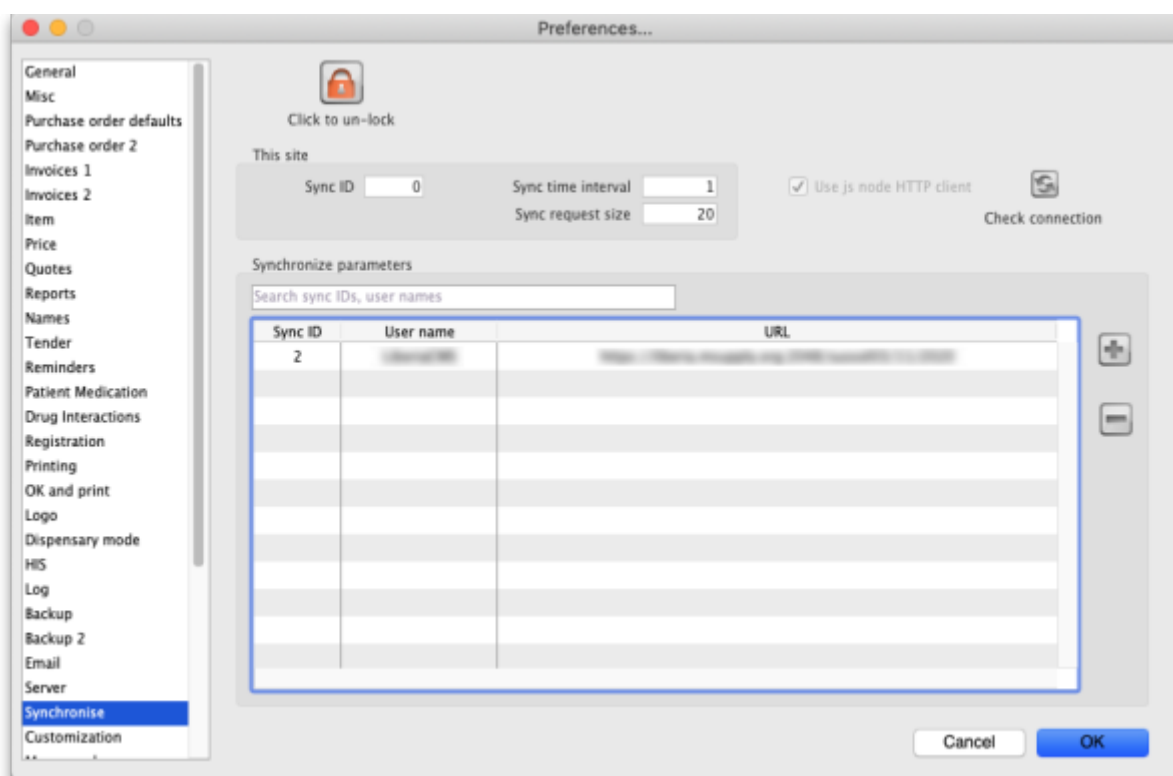 Preferences...
General
Misc
Purchase order defaults
Purchase order 2
Invoices 1
Invoices 2
Item
Price
Quotes
Reports
Names
Tender
Reminders
Patient Medication
Drug Interactions
Registration
Printing
OK and print
Logo
Dispensary mode
HIS
Log
Backup
Backup 2
Email
Server
Synchronise
Customization
Click to un-lock
This site
Sync ID 0
Sync time interval 1
Sync request size 20
Use js node HTTP client
Check connection
Synchronize parameters
Search sync IDs, user names
Sync ID User name URL
2
Cancel OK